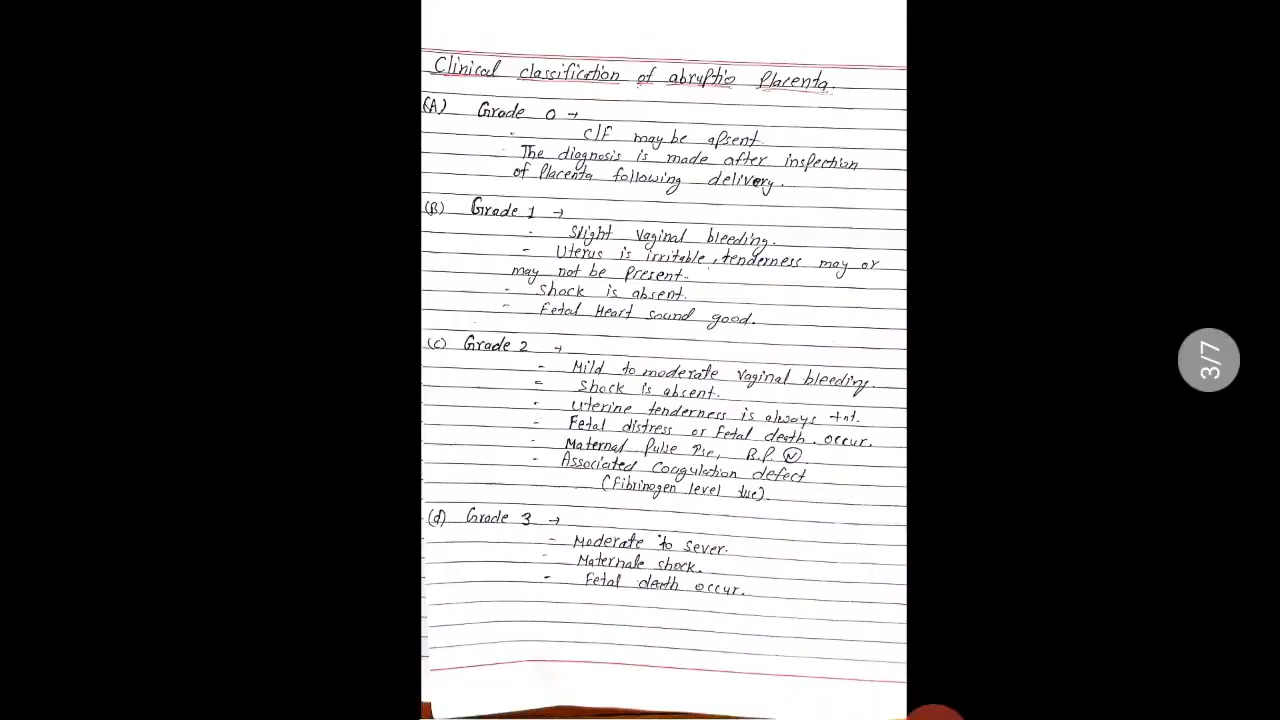 Clinical classification of abruptio Placenta.
(A) Grade 0 →
- C/F may be absent.
- The diagnosis is made after inspection
of Placenta following delivery.
(B) Grade 1 →
- Slight vaginal bleeding.
- Uterus is irritable, tenderness may or
may not be Present.
- Shock is absent.
- Fetal Heart sound good.
(C) Grade 2 →
- Mild to moderate vaginal bleeding.
= Shock is absent.
- Uterine tenderness is always +nt.
- Fetal distress or fetal death occur.
- Maternal Pulse ↑se, B.P. Ⓝ
- Associated Coagulation defect
(Fibrinogen level ↓se)
(d) Grade 3 →
- Moderate to sever.
- Maternale shock.
- Fetal death occur.
3/7